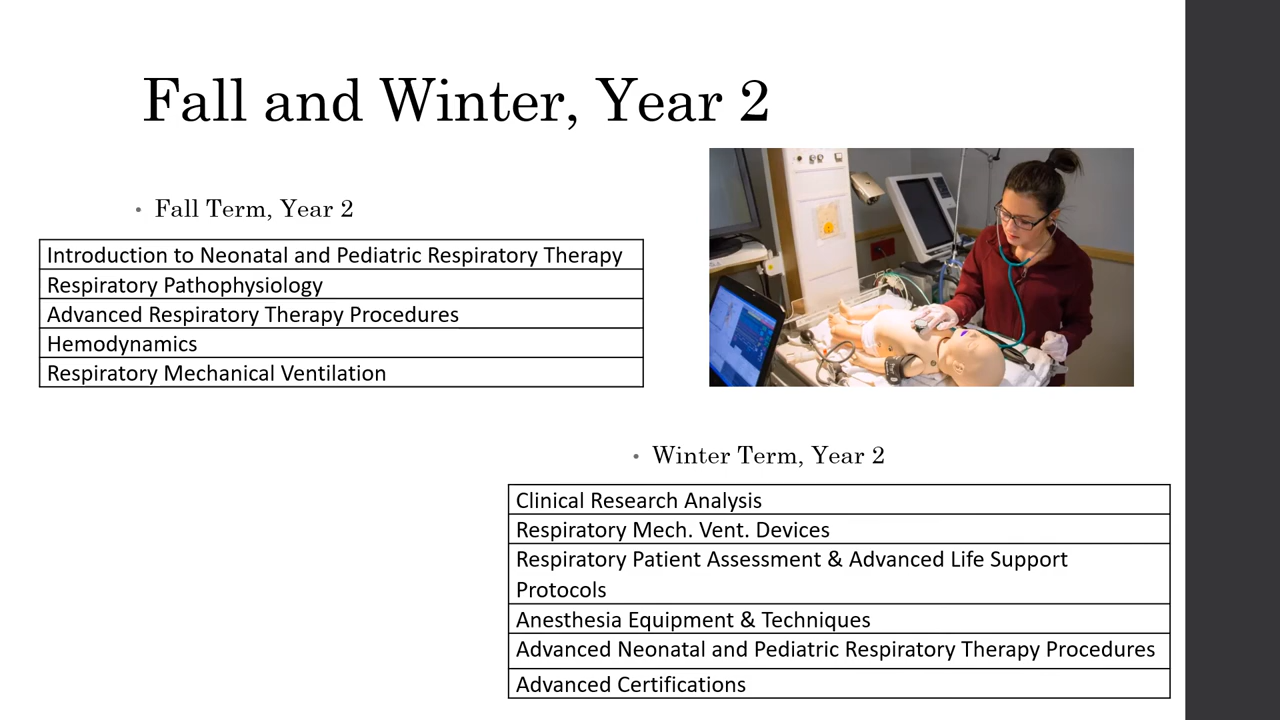 Fall and Winter, Year 2
• Fall Term, Year 2
Introduction to Neonatal and Pediatric Respiratory Therapy
Respiratory Pathophysiology
Advanced Respiratory Therapy Procedures
Hemodynamics
Respiratory Mechanical Ventilation
• Winter Term, Year 2
Clinical Research Analysis
Respiratory Mech. Vent. Devices
Respiratory Patient Assessment & Advanced Life Support
Protocols
Anesthesia Equipment & Techniques
Advanced Neonatal and Pediatric Respiratory Therapy Procedures
Advanced Certifications